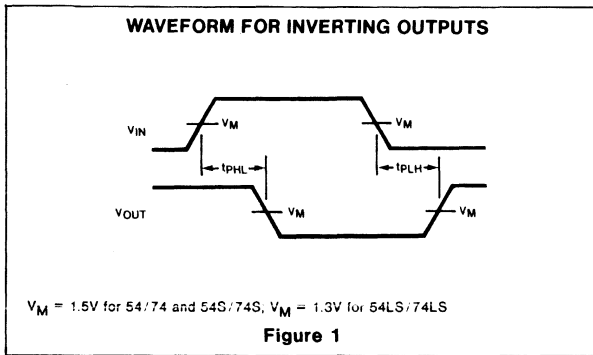 WAVEFORM FOR INVERTING OUTPUTS
VIN
VM
VM
tPHL
tPLH
VOUT
VM
VM
VM = 1.5V for 54/74 and 54S/74S, VM = 1.3V for 54LS/74LS
Figure 1